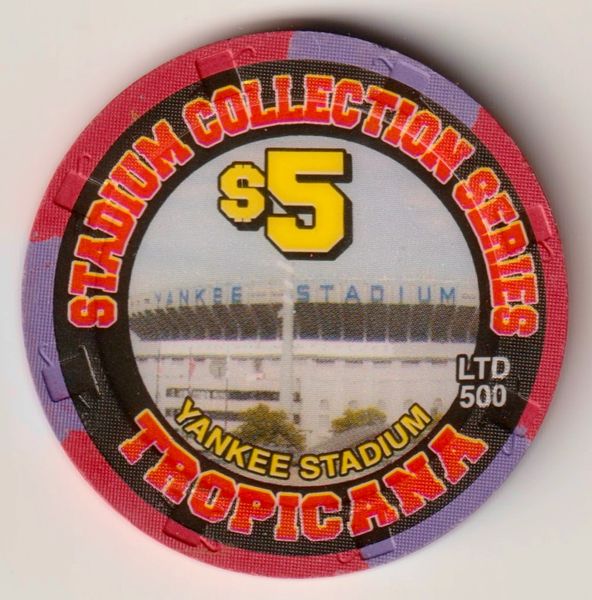 STADIUM COLLECTION SERIES
$5
YANKEE STADIUM
LTD
500
YANKEE STADIUM
TROPICANA